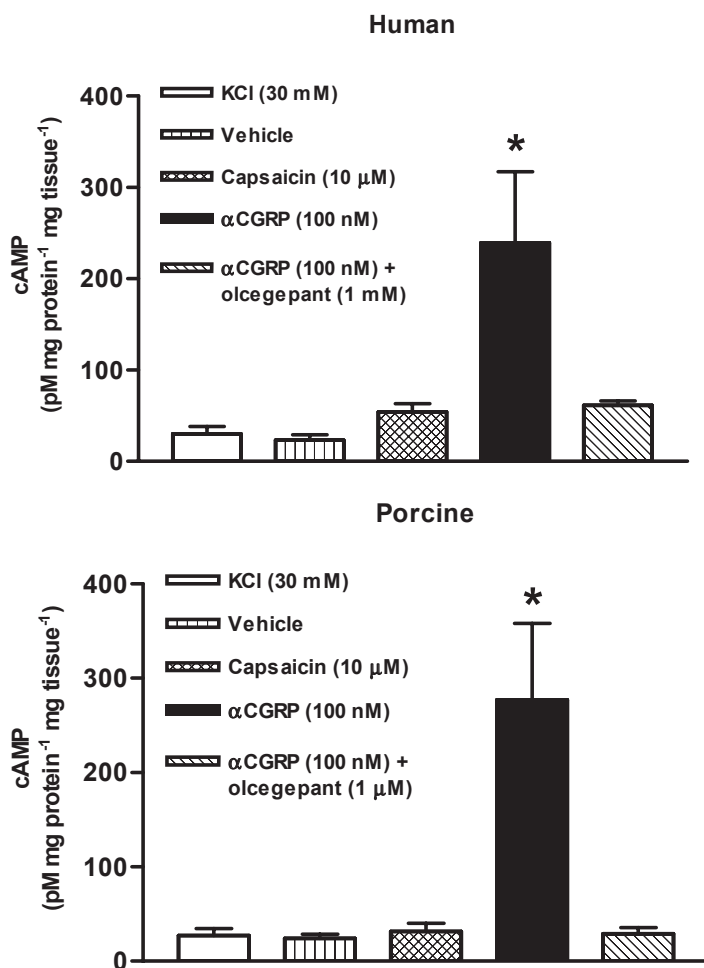 Human
cAMP
(pM mg protein⁻¹ mg tissue⁻¹)
400
300
200
100
0
KCl (30 mM)
Vehicle
Capsaicin (10 μM)
αCGRP (100 nM)
αCGRP (100 nM) +
olcegepant (1 mM)
*
Porcine
cAMP
(pM mg protein⁻¹ mg tissue⁻¹)
400
300
200
100
0
KCl (30 mM)
Vehicle
Capsaicin (10 μM)
αCGRP (100 nM)
αCGRP (100 nM) +
olcegepant (1 μM)
*